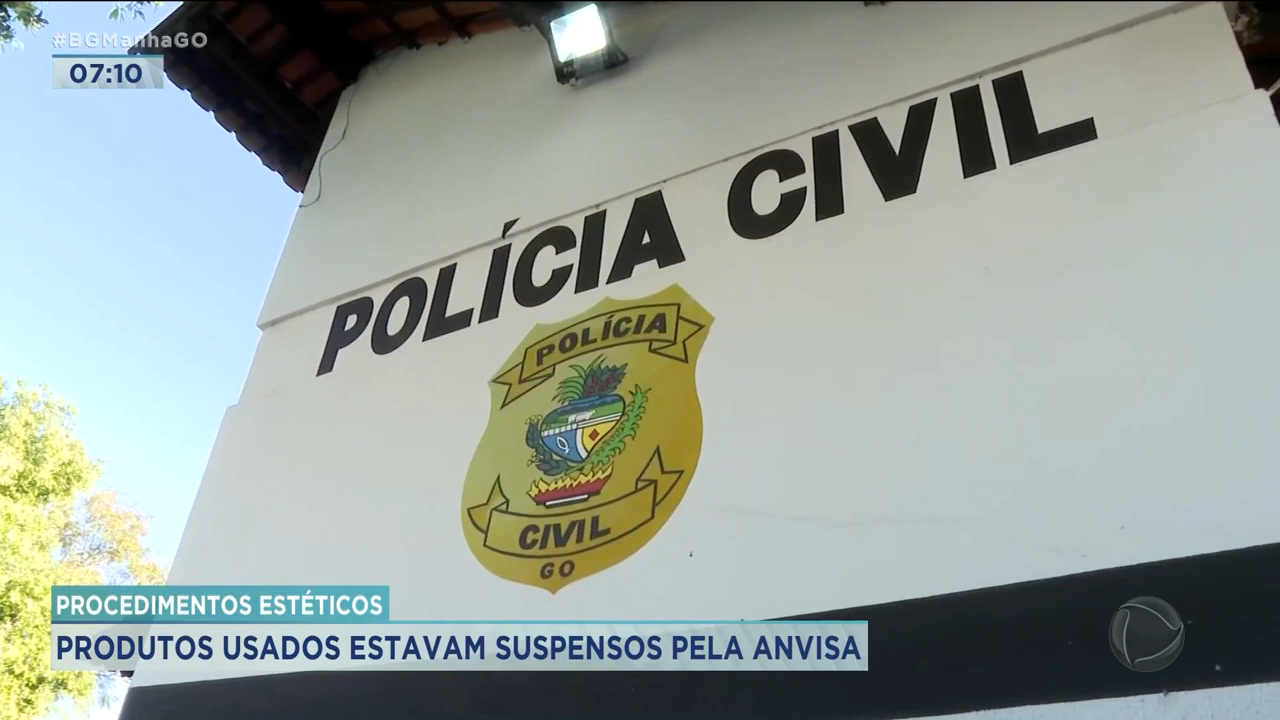 #BGManhaGO
07:10
POLÍCIA CIVIL
POLÍCIA
CIVIL
GO
PROCEDIMENTOS ESTÉTICOS
PRODUTOS USADOS ESTAVAM SUSPENSOS PELA ANVISA